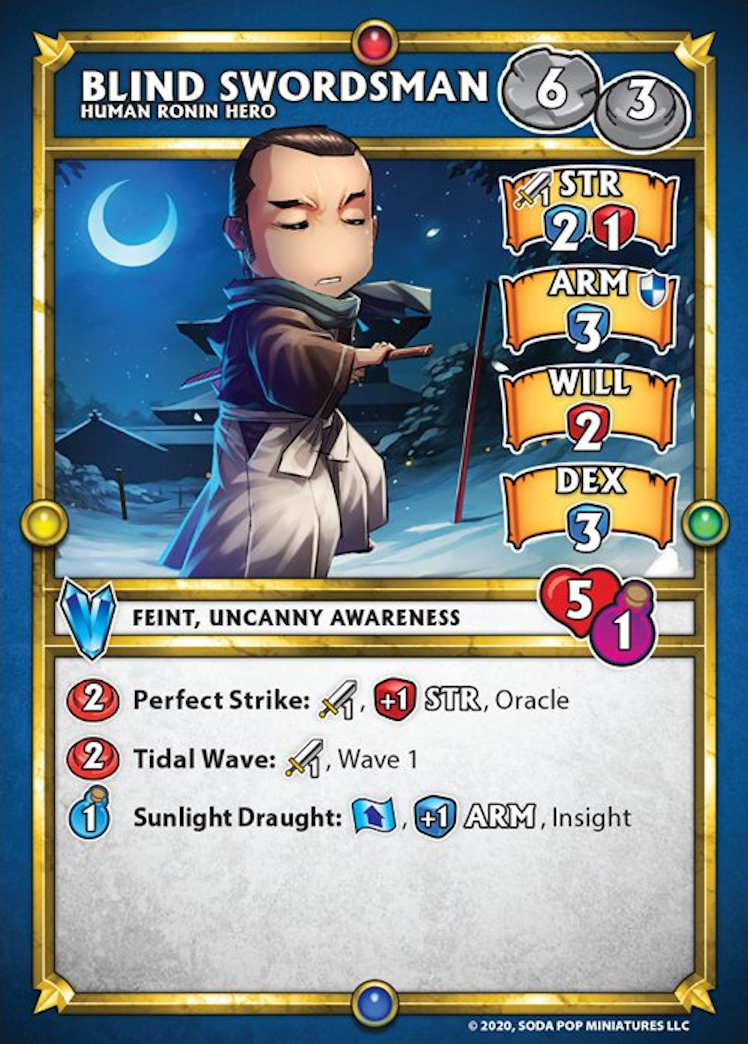 BLIND SWORDSMAN
HUMAN RONIN HERO
6
3
STR
2 1
ARM
3
WILL
2
DEX
3
FEINT, UNCANNY AWARENESS
5
1
2 Perfect Strike: 1, +1 STR, Oracle
2 Tidal Wave: 1, Wave 1
1 Sunlight Draught: , +1 ARM, Insight
© 2020, SODA POP MINIATURES LLC